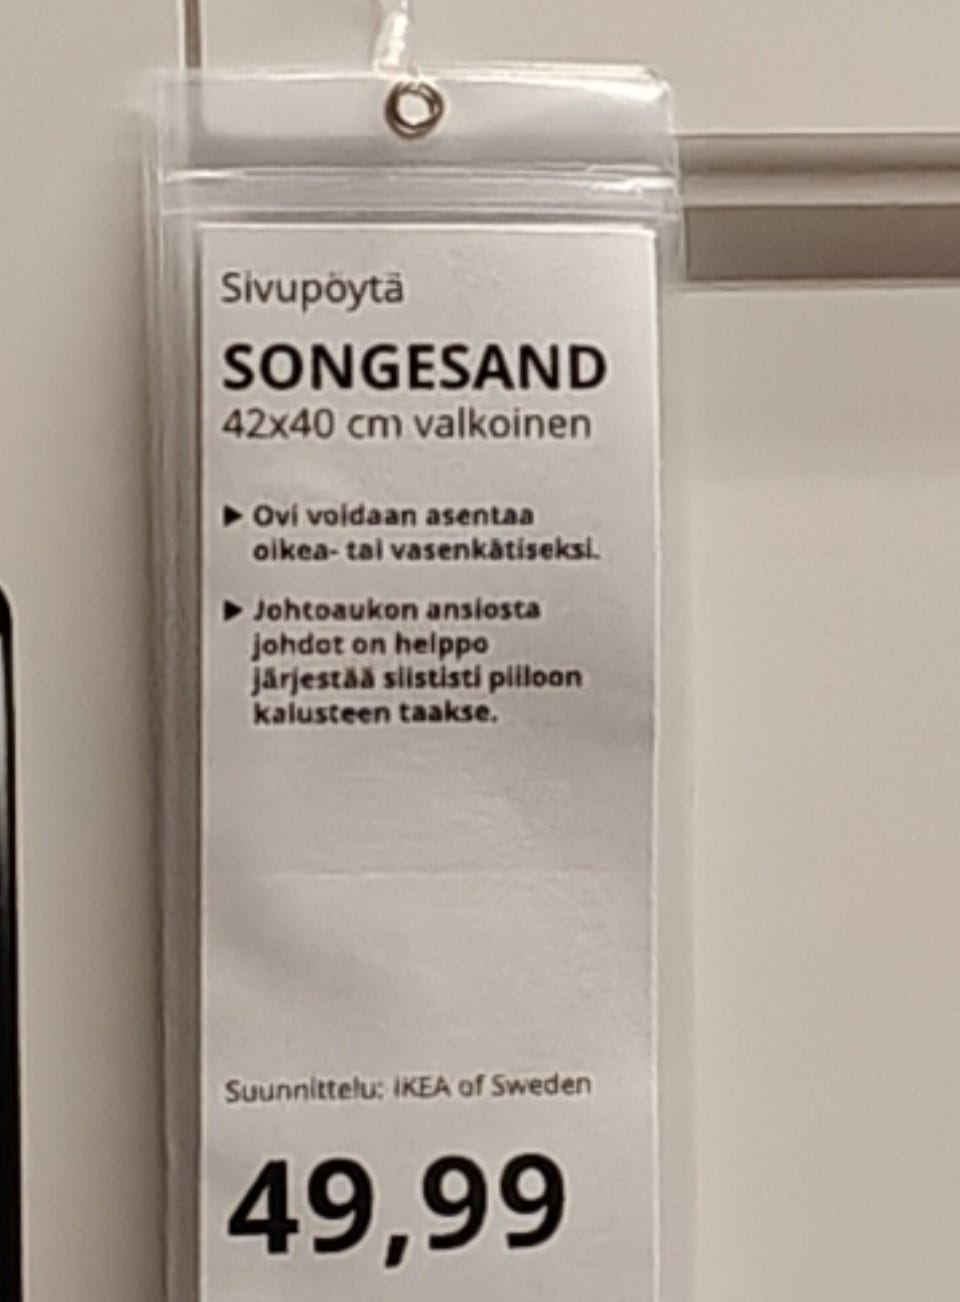 Sivupöytä
SONGESAND
42x40 cm valkoinen
▶ Ovi voidaan asentaa
oikea- tai vasenkätiseksi.
▶ Johtoaukon ansiosta
johdot on helppo
järjestää siististi piiloon
kalusteen taakse.
Suunnittelu: IKEA of Sweden
49,99